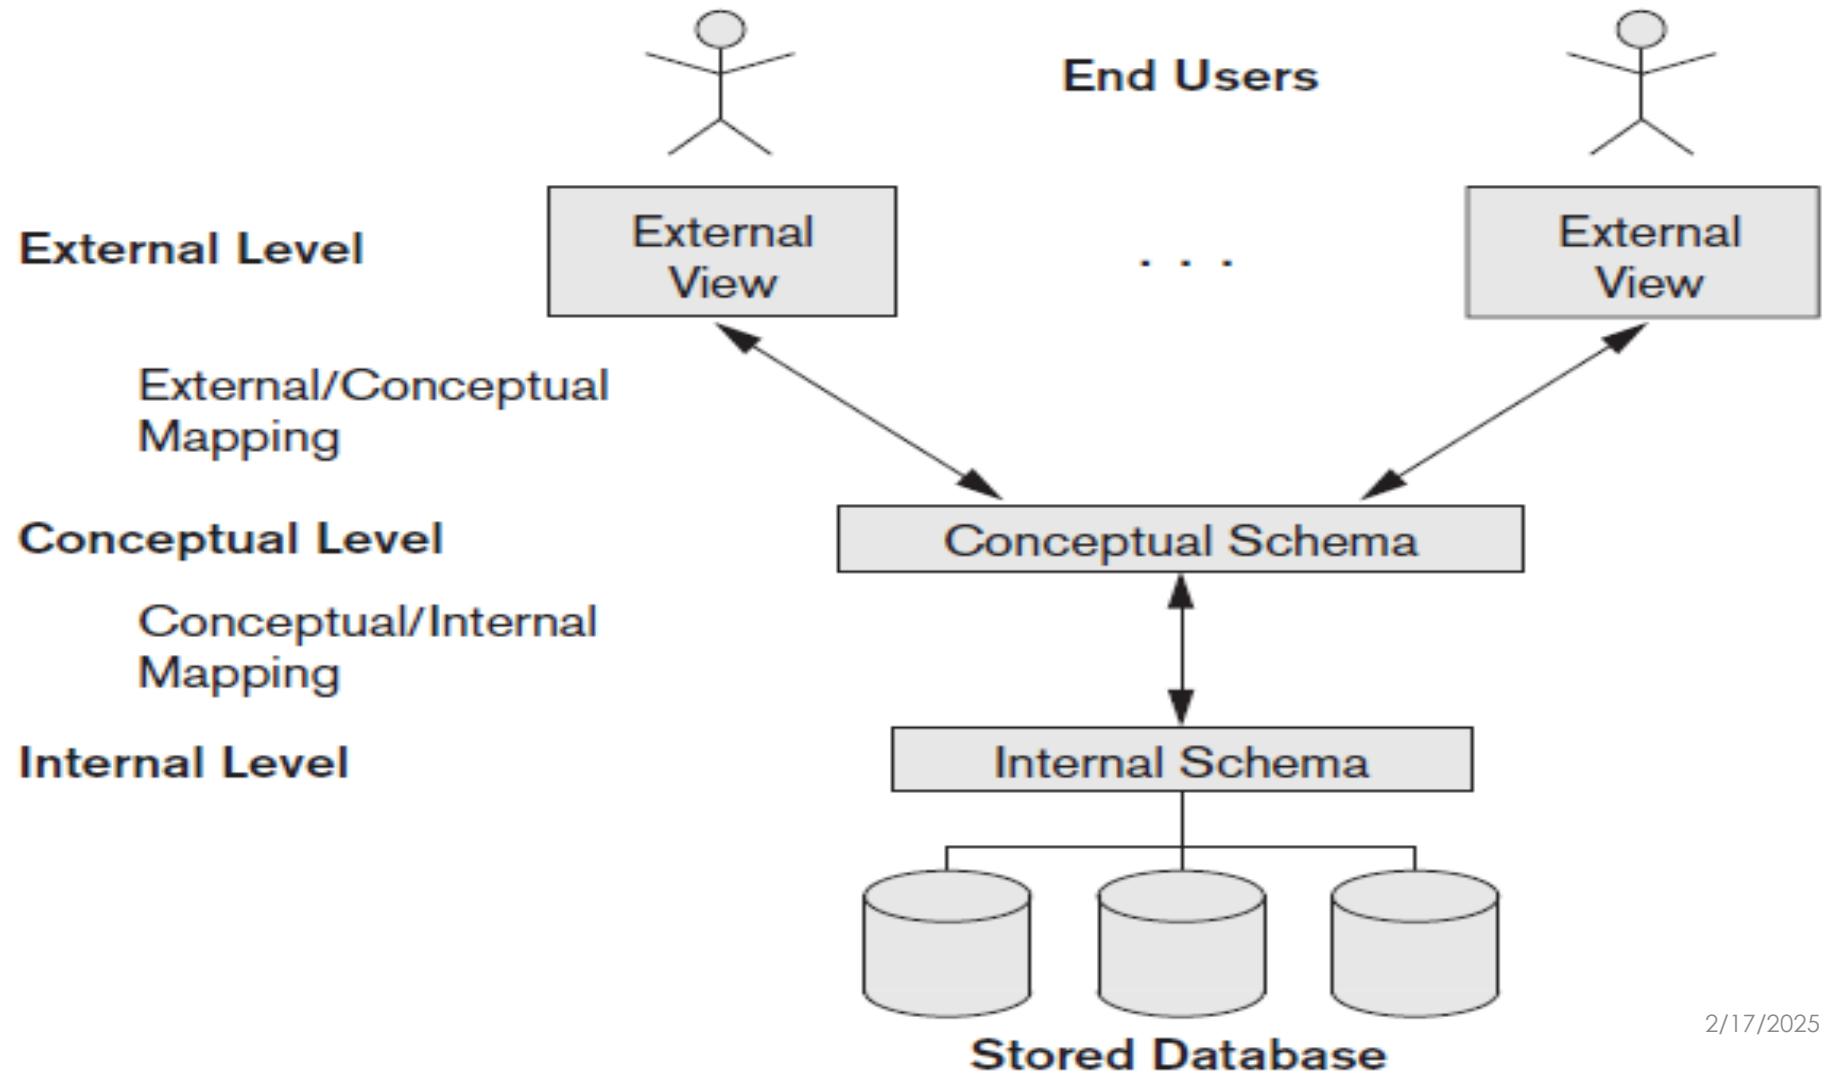 End Users
External Level
External
View
. . .
External
View
External/Conceptual
Mapping
Conceptual Level
Conceptual Schema
Conceptual/Internal
Mapping
Internal Level
Internal Schema
Stored Database
2/17/2025